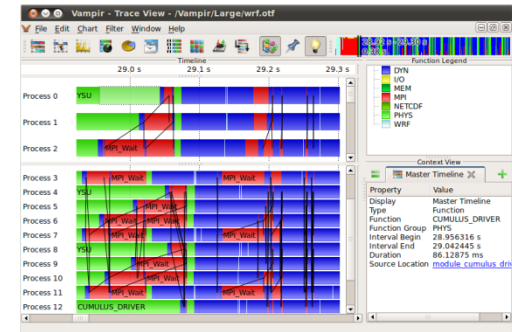 Vampir - Trace View - /Vampir/Large/wrf.otf
File Edit Chart Filter Window Help
Timeline
29.0 s 29.1 s 29.2 s 29.3 s
Process 0 YSU
Process 1
Process 2 MPI_Wait
Process 3 MPI_Wait MPI_Wait
Process 4 YSU
Process 5 MPI_Wait
Process 6 MPI_Wait MPI_Wait
Process 7 MPI_Wait MPI_Wait
Process 8 YSU
Process 9 MPI_Wait
Process 10 MPI_Wait
Process 11 MPI_Wait MPI_Wait
Process 12 CUMULUS_DRIVER
Function Legend
DYN
I/O
MEM
MPI
NETCDF
PHYS
WRF
Context View
Master Timeline
Property Value
Display Master Timeline
Type Function
Function CUMULUS_DRIVER
Function Group PHYS
Interval Begin 28.956316 s
Interval End 29.042445 s
Duration 86.12875 ms
Source Location module_cumulus_driv